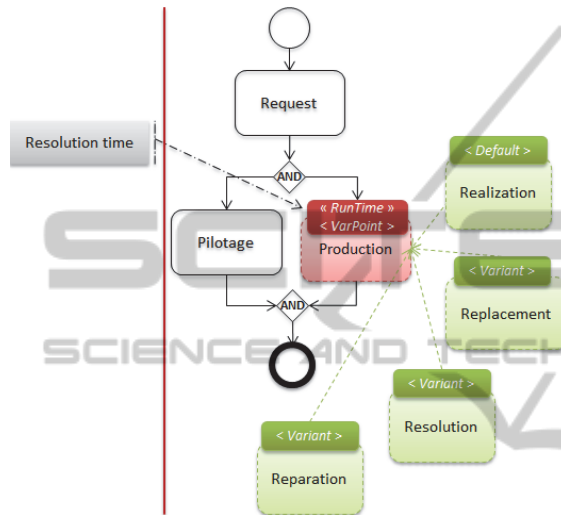 Request
Resolution time
AND
< Default >
Realization
« RunTime »
< VarPoint >
Production
Pilotage
< Variant >
Replacement
AND
SCIENCE AND TECH
< Variant >
Resolution
< Variant >
Reparation